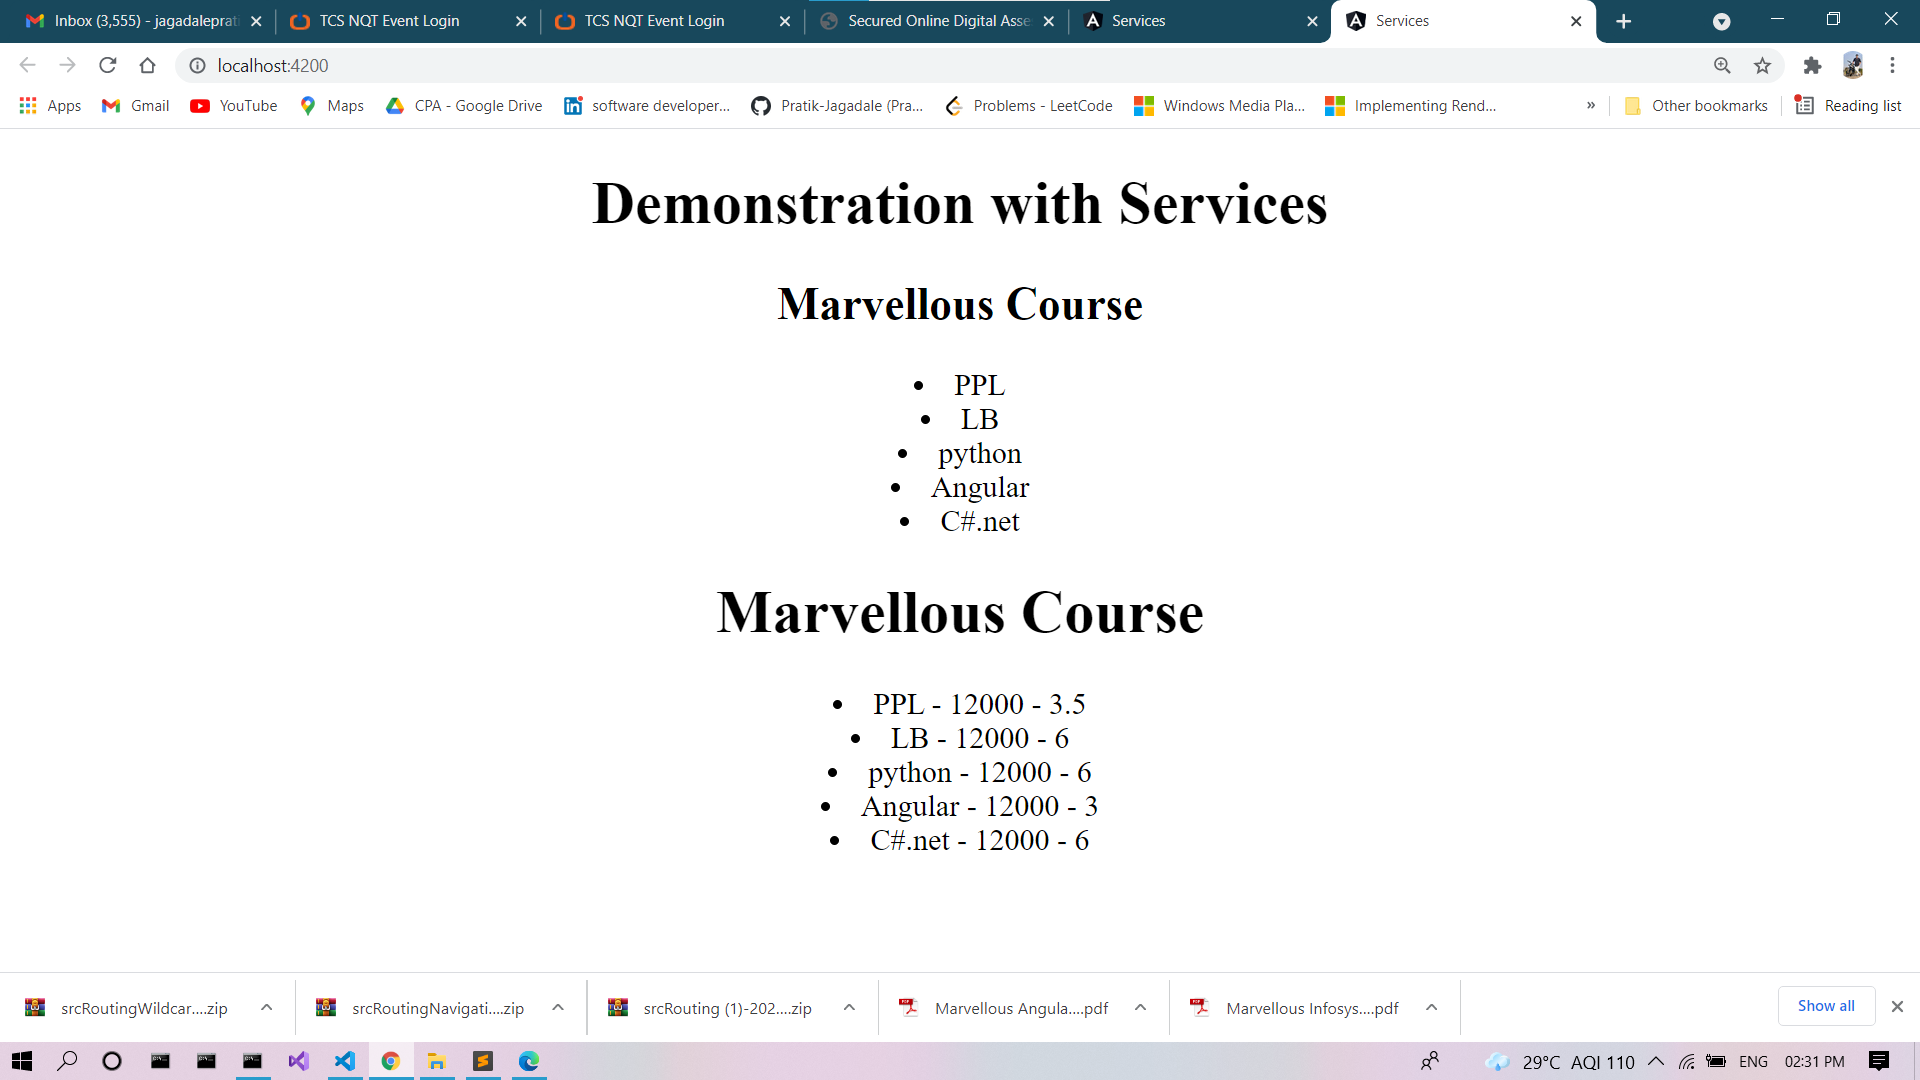 Inbox (3,555) - jagadaleprati
TCS NQT Event Login
TCS NQT Event Login
Secured Online Digital Asse
Services
Services
localhost:4200
Apps
Gmail
YouTube
Maps
CPA - Google Drive
software developer...
Pratik-Jagadale (Pra...
Problems - LeetCode
Windows Media Pla...
Implementing Rend...
»
Other bookmarks
Reading list
Demonstration with Services
Marvellous Course
• PPL
• LB
• python
• Angular
• C#.net
Marvellous Course
• PPL - 12000 - 3.5
• LB - 12000 - 6
• python - 12000 - 6
• Angular - 12000 - 3
• C#.net - 12000 - 6
srcRoutingWildcar....zip
srcRoutingNavigati....zip
srcRouting (1)-202....zip
Marvellous Angula....pdf
Marvellous Infosys....pdf
Show all
29°C AQI 110
ENG
02:31 PM